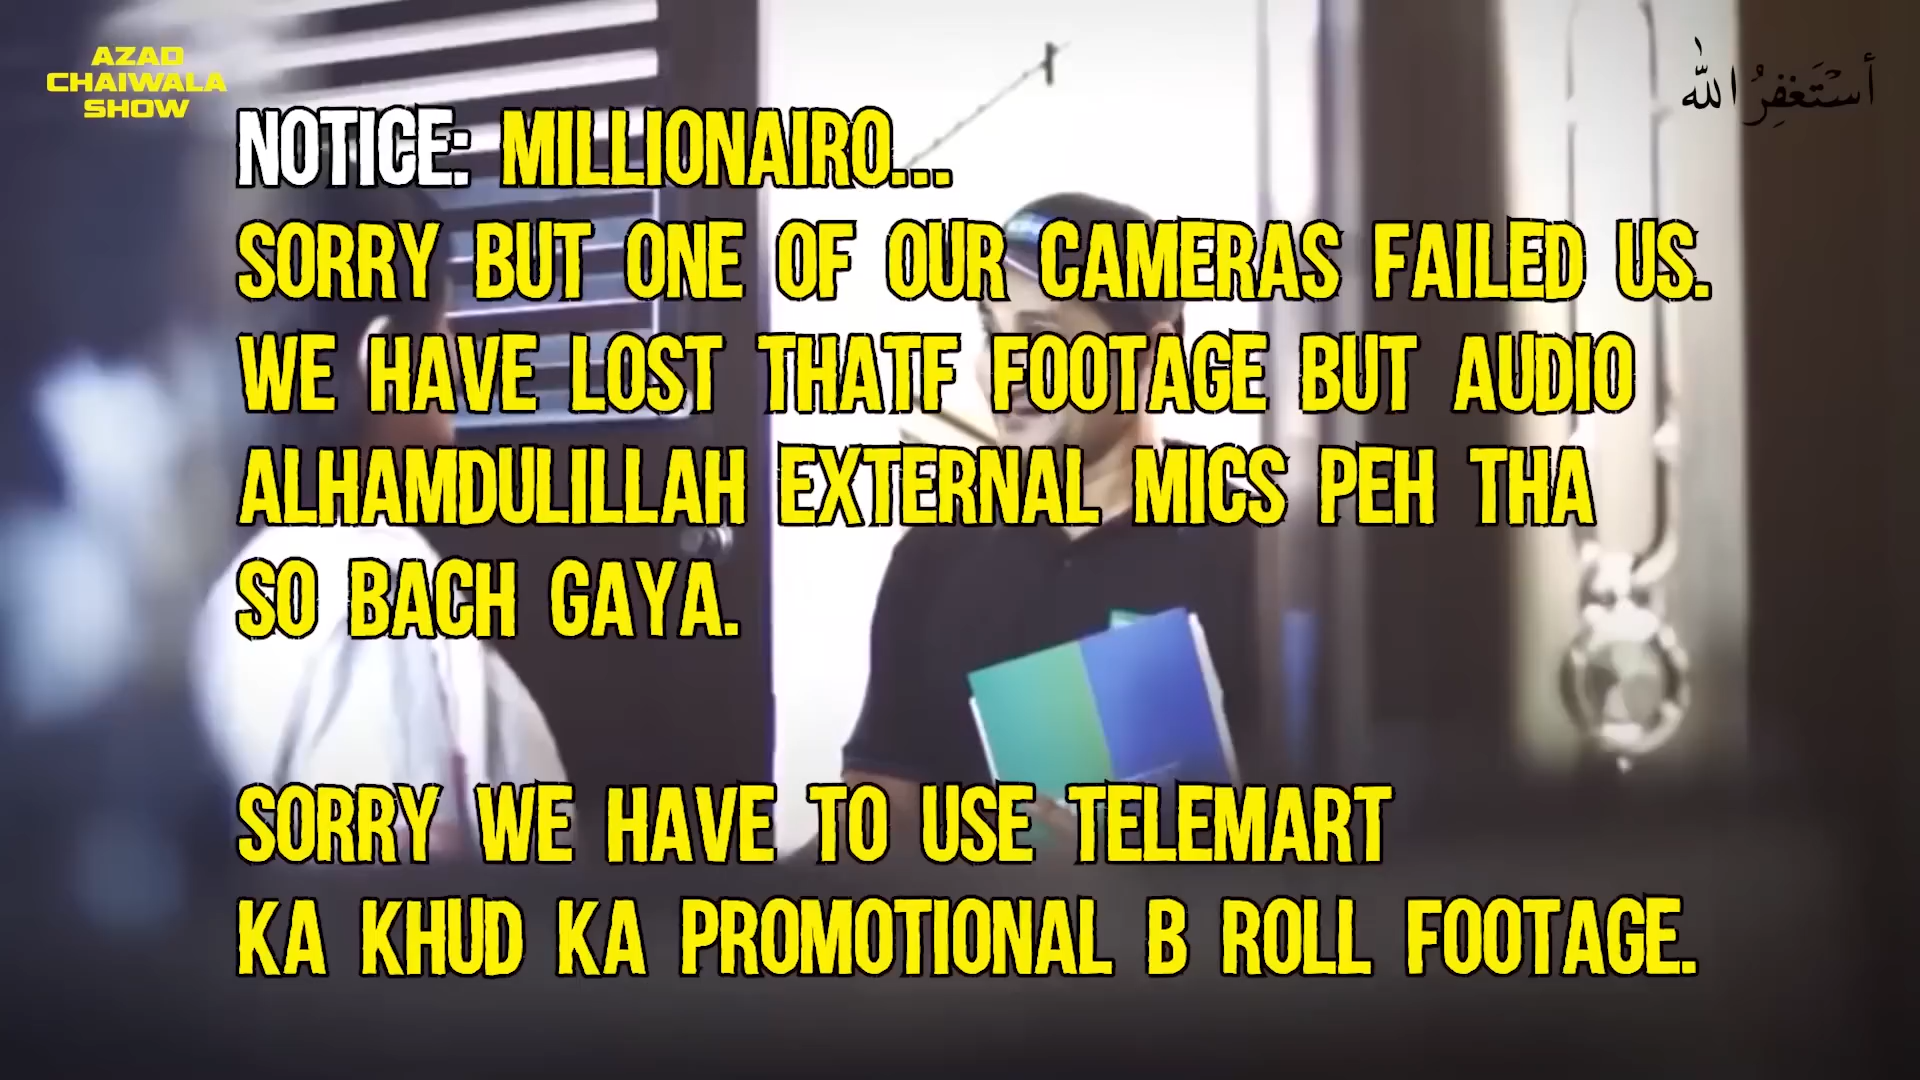 AZAD
CHAIWALA
SHOW
أستَغْفِرُ الله
NOTICE: MILLIONAIRO...
SORRY BUT ONE OF OUR CAMERAS FAILED US.
WE HAVE LOST THATF FOOTAGE BUT AUDIO
ALHAMDULILLAH EXTERNAL MICS PEH THA
SO BACH GAYA.
SORRY WE HAVE TO USE TELEMART
KA KHUD KA PROMOTIONAL B ROLL FOOTAGE.